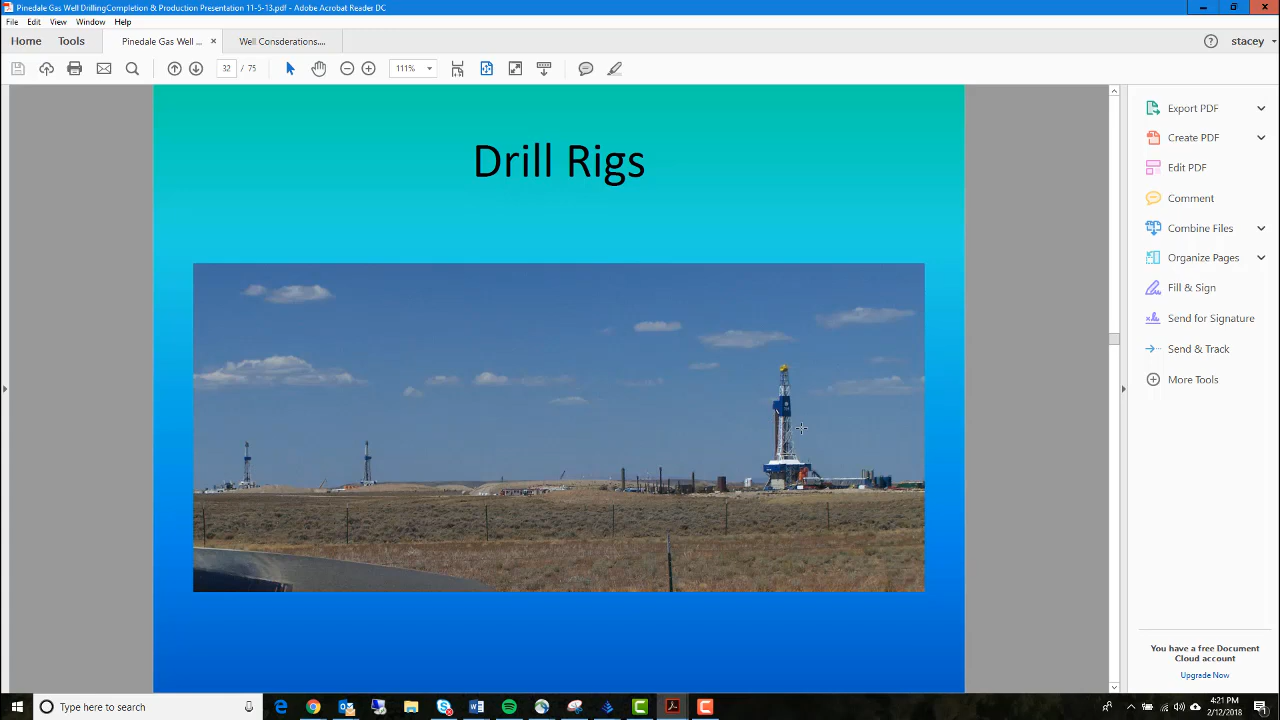 Pinedale Gas Well DrillingCompletion & Production Presentation 11-5-13.pdf - Adobe Acrobat Reader DC
File Edit View Window Help
Home Tools Pinedale Gas Well ... × Well Consderations.... stacey
32 / 75 111%
Drill Rigs
Export PDF
Create PDF
Edit PDF
Comment
Combine Files
Organize Pages
Fill & Sign
Send for Signature
Send & Track
More Tools
You have a free Document
Cloud account
Upgrade Now
Type here to search
4:21 PM
2/12/2018